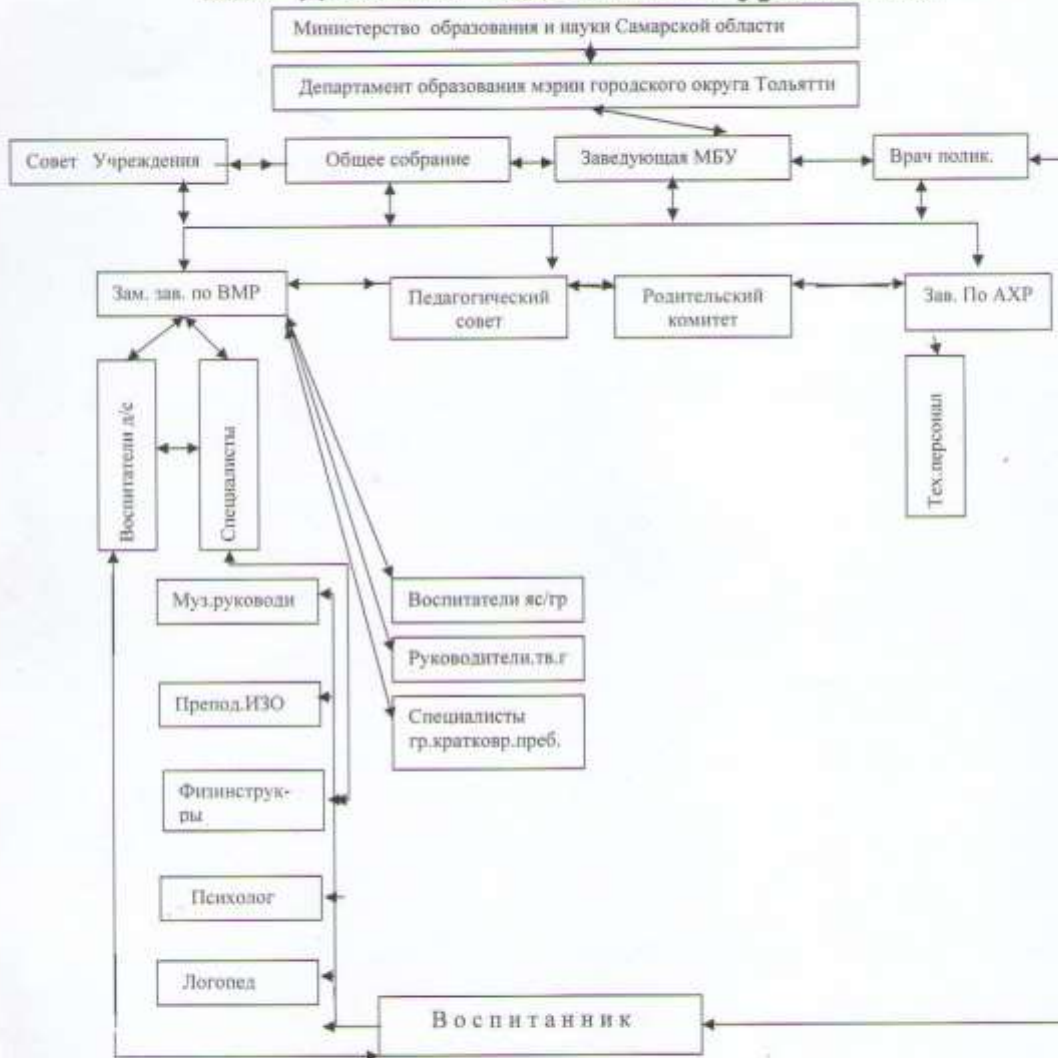 Министерство образования и науки Самарской области
Департамент образования мэрии городского округа Тольятти
Совет Учреждения
Общее собрание
Заведующая МБУ
Врач полик.
Зам. зав. по ВМР
Педагогический
совет
Родительский
комитет
Зав. По АХР
Воспитатели д/с
Специалисты
Тех.персонал
Муз.руководи
Воспитатели яс/гр
Руководители.тв.г
Препод.ИЗО
Специалисты
гр.кратковр.преб.
Физинструк-
ры
Психолог
Логопед
Воспитанник